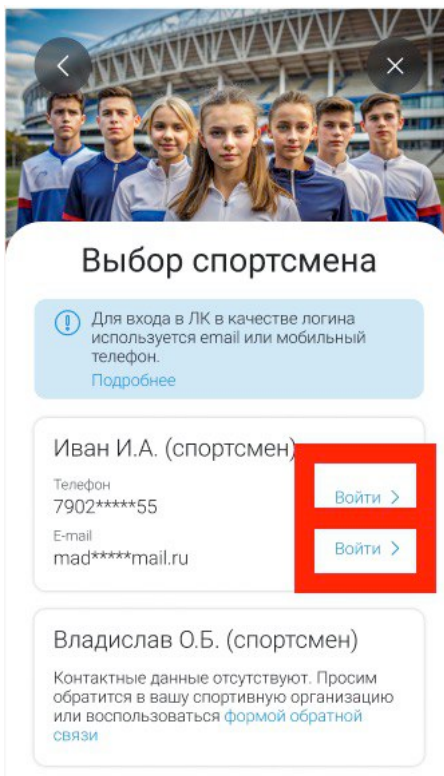 Выбор спортсмена
Для входа в ЛК в качестве логина
используется email или мобильный
телефон.
Подробнее
Иван И.А. (спортсмен)
Телефон
7902*****55
Войти >
E-mail
mad*****mail.ru
Войти >
Владислав О.Б. (спортсмен)
Контактные данные отсутствуют. Просим
обратится в вашу спортивную организацию
или воспользоваться формой обратной
связи